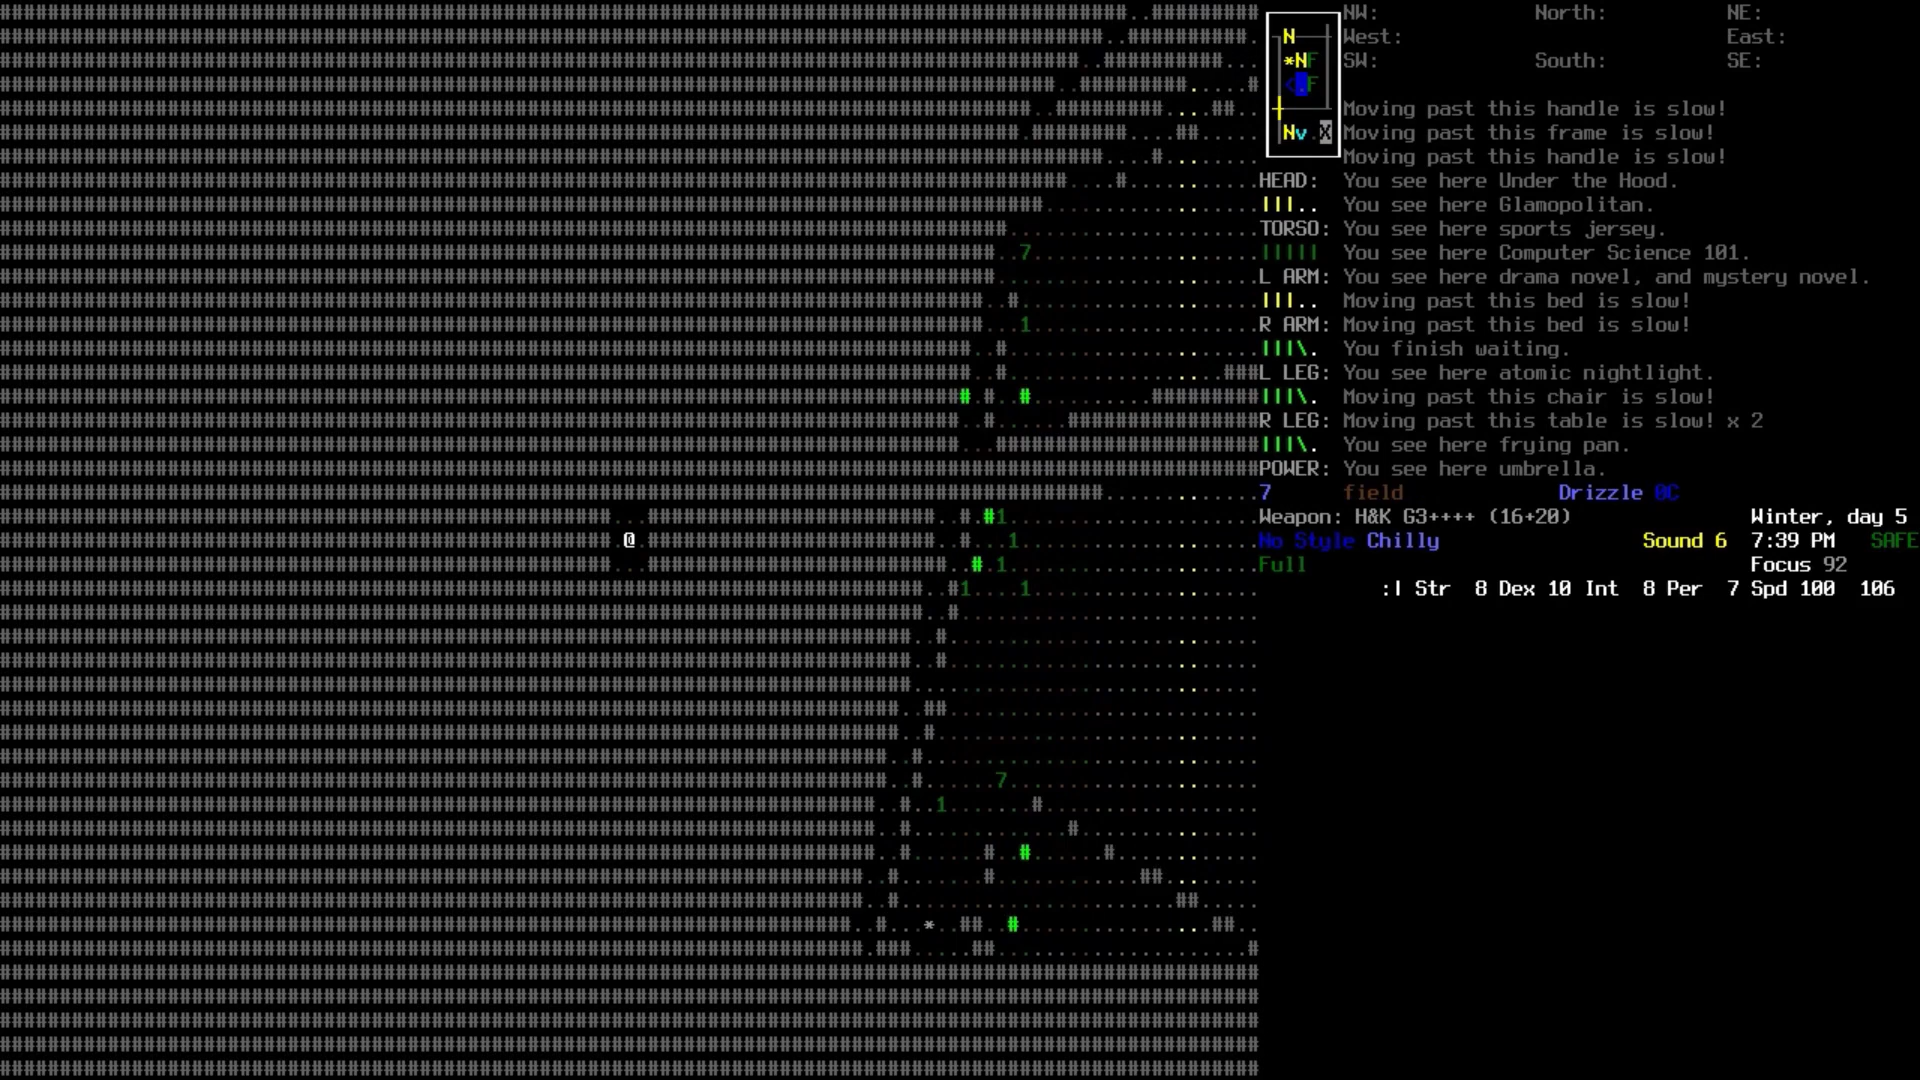 NW: North: NE:
West: East:
SW: South: SE:
N
*NF
F
Nv X
Moving past this handle is slow!
Moving past this frame is slow!
Moving past this handle is slow!
HEAD: You see here Under the Hood.
|||.. You see here Glamopolitan.
TORSO: You see here sports jersey.
||||| You see here Computer Science 101.
L ARM: You see here drama novel, and mystery novel.
|||.. Moving past this bed is slow!
R ARM: Moving past this bed is slow!
|||\. You finish waiting.
L LEG: You see here atomic nightlight.
|||\. Moving past this chair is slow!
R LEG: Moving past this table is slow! x 2
|||\. You see here frying pan.
POWER: You see here umbrella.
7 field Drizzle 0C
Weapon: H&K G3++++ (16+20) Winter, day 5
No Style Chilly Sound 6 7:39 PM SAFE
Full Focus 92
:| Str 8 Dex 10 Int 8 Per 7 Spd 100 106
@